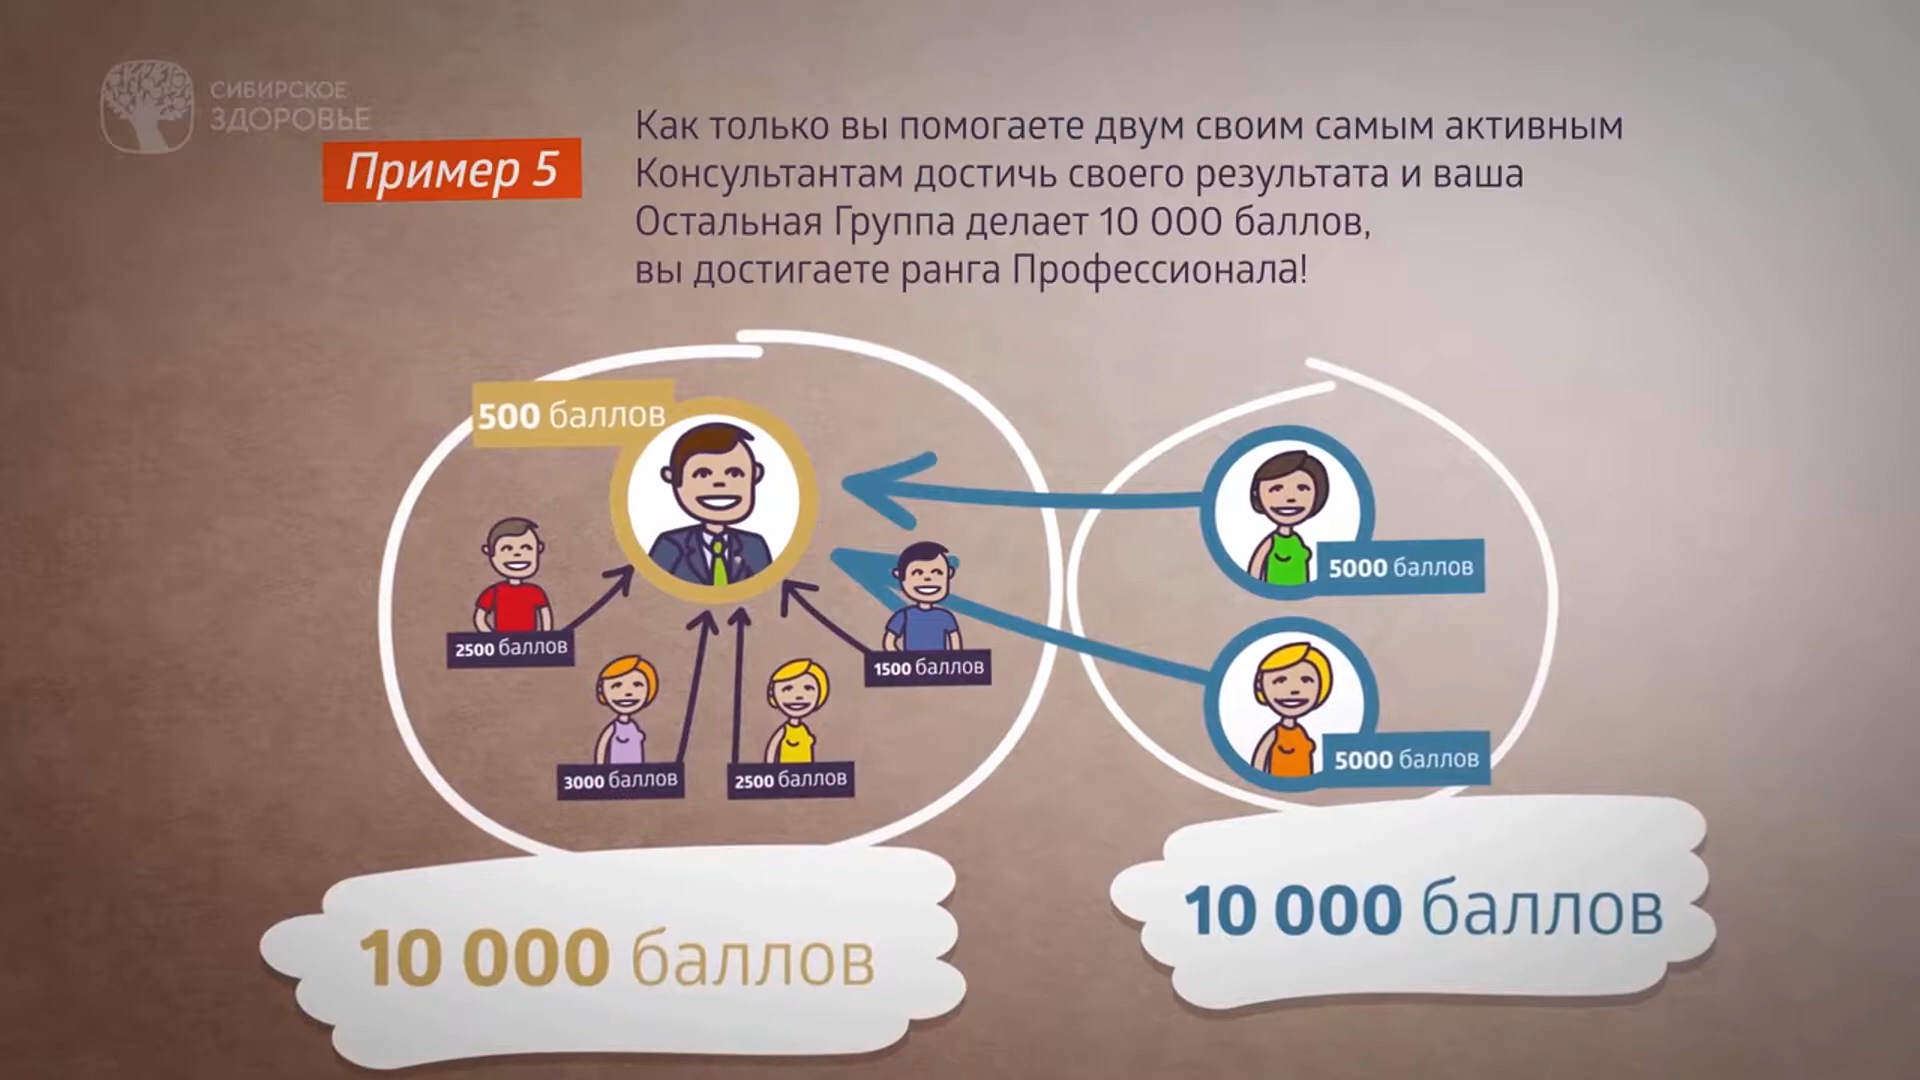 СИБИРСКОЕ
ЗДОРОВЬЕ
Пример 5
Как только вы помогаете двум своим самым активным
Консультантам достичь своего результата и ваша
Остальная Группа делает 10 000 баллов,
вы достигаете ранга Профессионала!
500 баллов
5000 баллов
2500 баллов
1500 баллов
3000 баллов
2500 баллов
5000 баллов
10 000 баллов
10 000 баллов